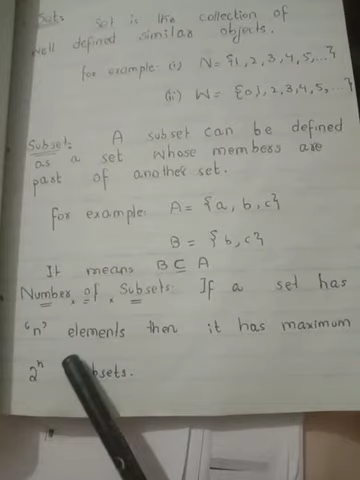 Set: Set is the collection of
well defined similar objects.
for example: (i) N = {1, 2, 3, 4, 5, ...}
(ii) W = {0, 1, 2, 3, 4, 5, ...}
Subset: A subset can be defined
as a set whose members are
part of another set.
for example: A = {a, b, c}
B = {b, c}
It means B ⊆ A
Number of Subsets: If a set has
'n' elements then it has maximum
2ⁿ subsets.